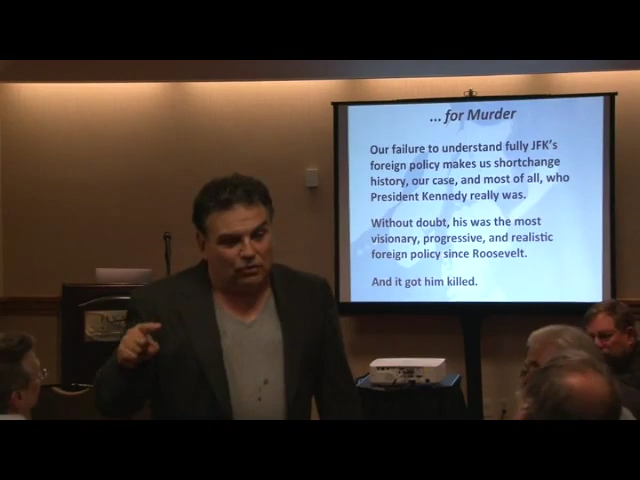 ... for Murder
Our failure to understand fully JFK's
foreign policy makes us shortchange
history, our case, and most of all, who
President Kennedy really was.
Without doubt, his was the most
visionary, progressive, and realistic
foreign policy since Roosevelt.
And it got him killed.